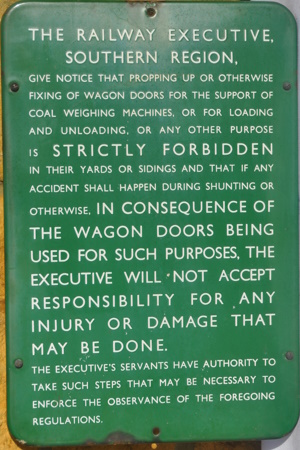 THE RAILWAY EXECUTIVE,
SOUTHERN REGION,
GIVE NOTICE THAT PROPPING UP OR OTHERWISE
FIXING OF WAGON DOORS FOR THE SUPPORT OF
COAL WEIGHING MACHINES, OR FOR LOADING
AND UNLOADING, OR ANY OTHER PURPOSE
IS STRICTLY FORBIDDEN
IN THEIR YARDS OR SIDINGS AND THAT IF ANY
ACCIDENT SHALL HAPPEN DURING SHUNTING OR
OTHERWISE, IN CONSEQUENCE OF
THE WAGON DOORS BEING
USED FOR SUCH PURPOSES, THE
EXECUTIVE WILL NOT ACCEPT
RESPONSIBILITY FOR ANY
INJURY OR DAMAGE THAT
MAY BE DONE.
THE EXECUTIVE'S SERVANTS HAVE AUTHORITY TO
TAKE SUCH STEPS THAT MAY BE NECESSARY TO
ENFORCE THE OBSERVANCE OF THE FOREGOING
REGULATIONS.